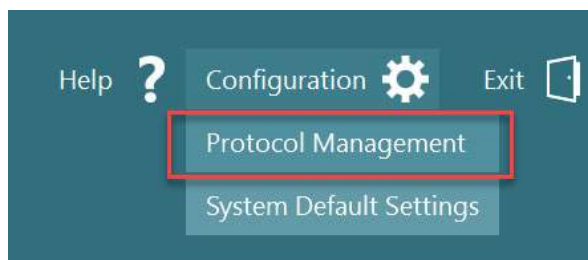 Help ? Configuration Exit
Protocol Management
System Default Settings